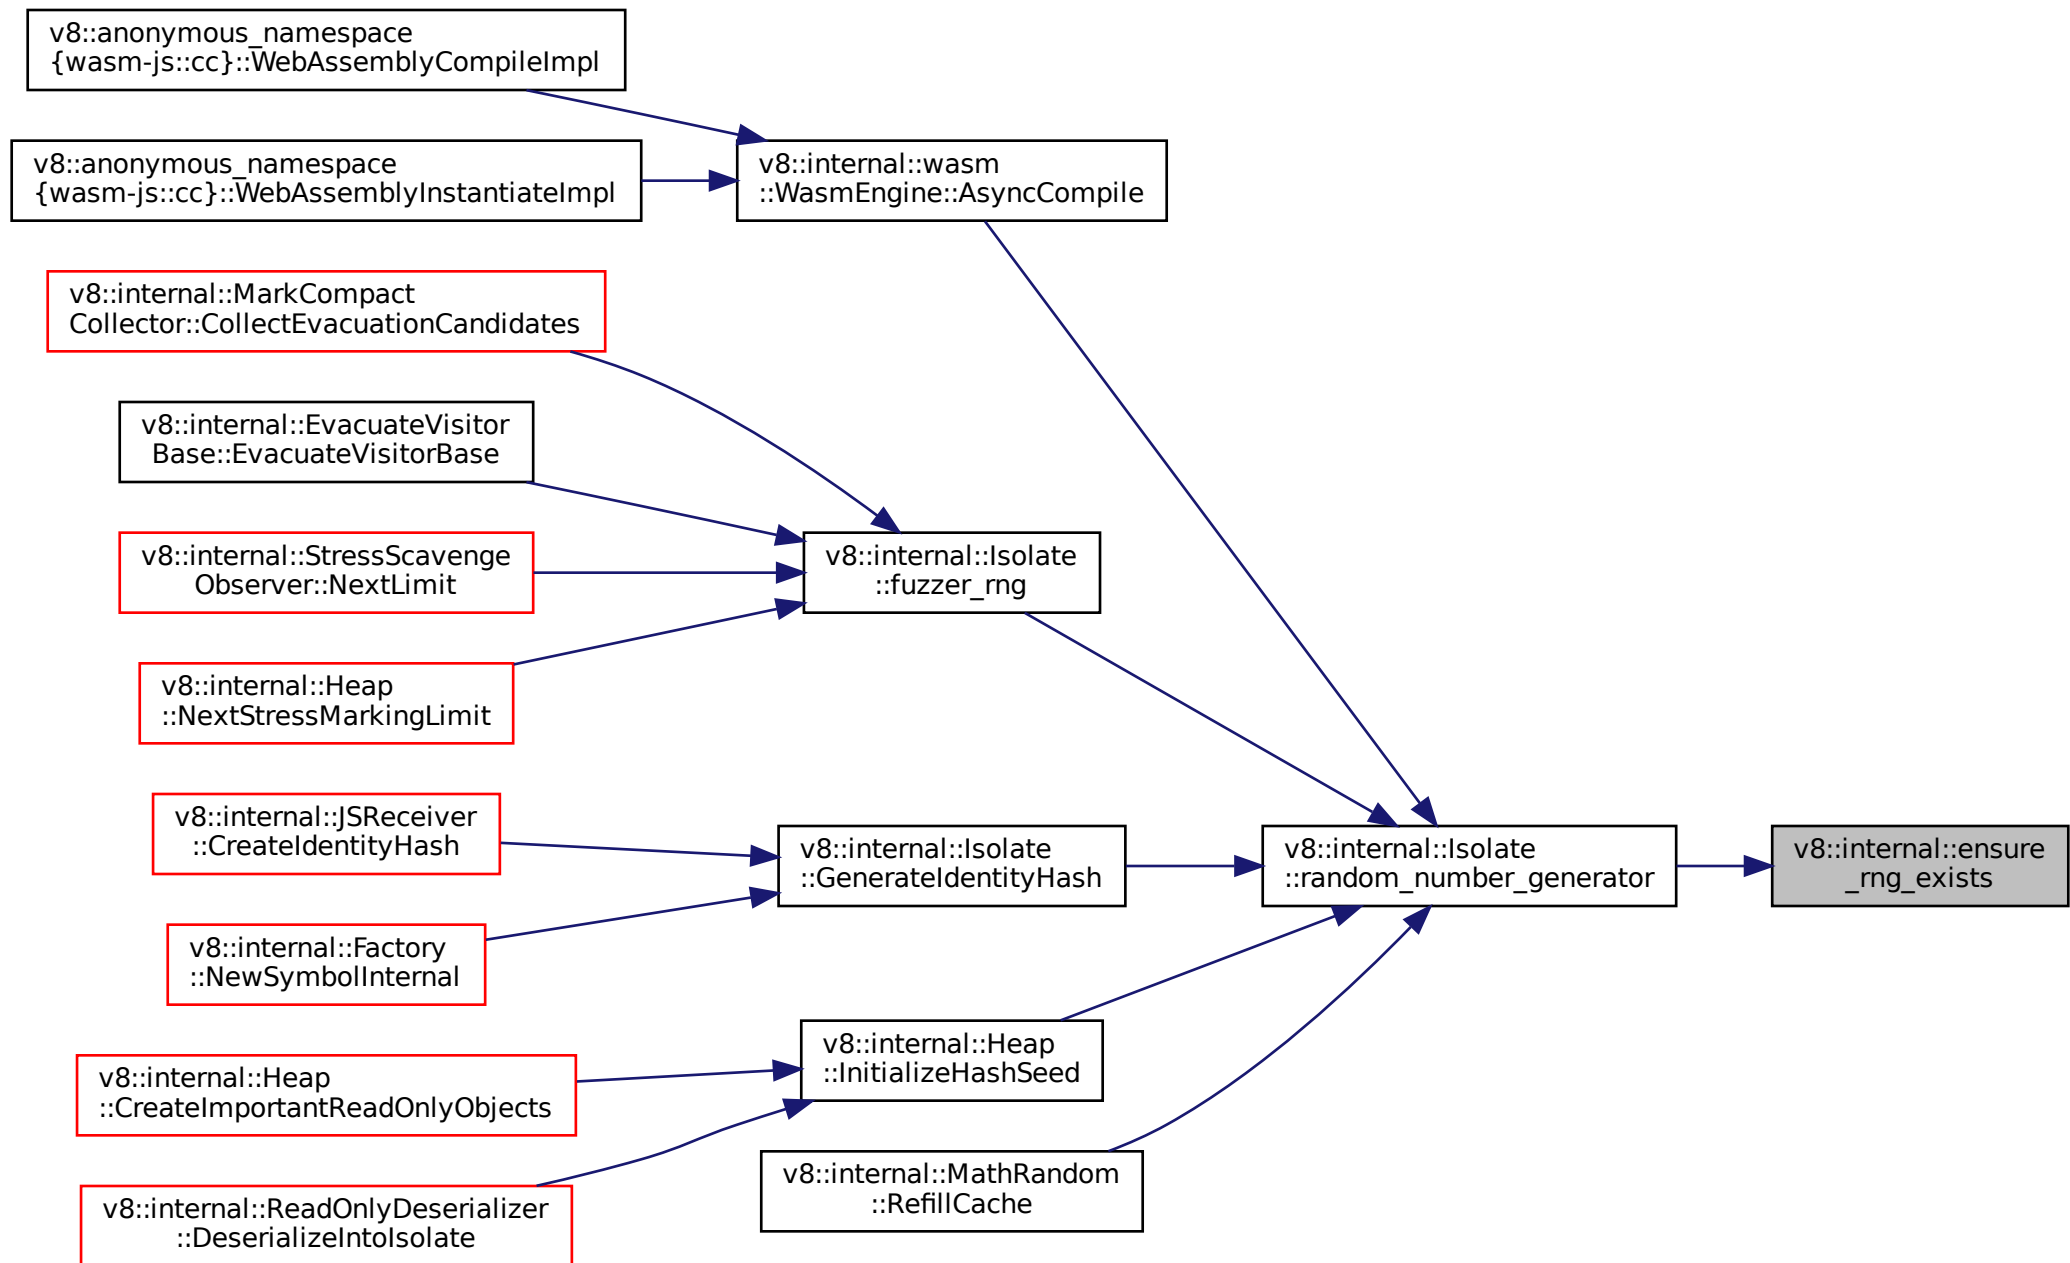 v8::anonymous_namespace
{wasm-js::cc}::WebAssemblyCompileImpl
v8::anonymous_namespace
{wasm-js::cc}::WebAssemblyInstantiateImpl
v8::internal::wasm
::WasmEngine::AsyncCompile
v8::internal::MarkCompact
Collector::CollectEvacuationCandidates
v8::internal::EvacuateVisitor
Base::EvacuateVisitorBase
v8::internal::StressScavenge
Observer::NextLimit
v8::internal::Isolate
::fuzzer_rng
v8::internal::Heap
::NextStressMarkingLimit
v8::internal::JSReceiver
::CreateIdentityHash
v8::internal::Isolate
::GenerateIdentityHash
v8::internal::Isolate
::random_number_generator
v8::internal::ensure
_rng_exists
v8::internal::Factory
::NewSymbolInternal
v8::internal::Heap
::InitializeHashSeed
v8::internal::Heap
::CreateImportantReadOnlyObjects
v8::internal::MathRandom
::RefillCache
v8::internal::ReadOnlyDeserializer
::DeserializeIntoIsolate